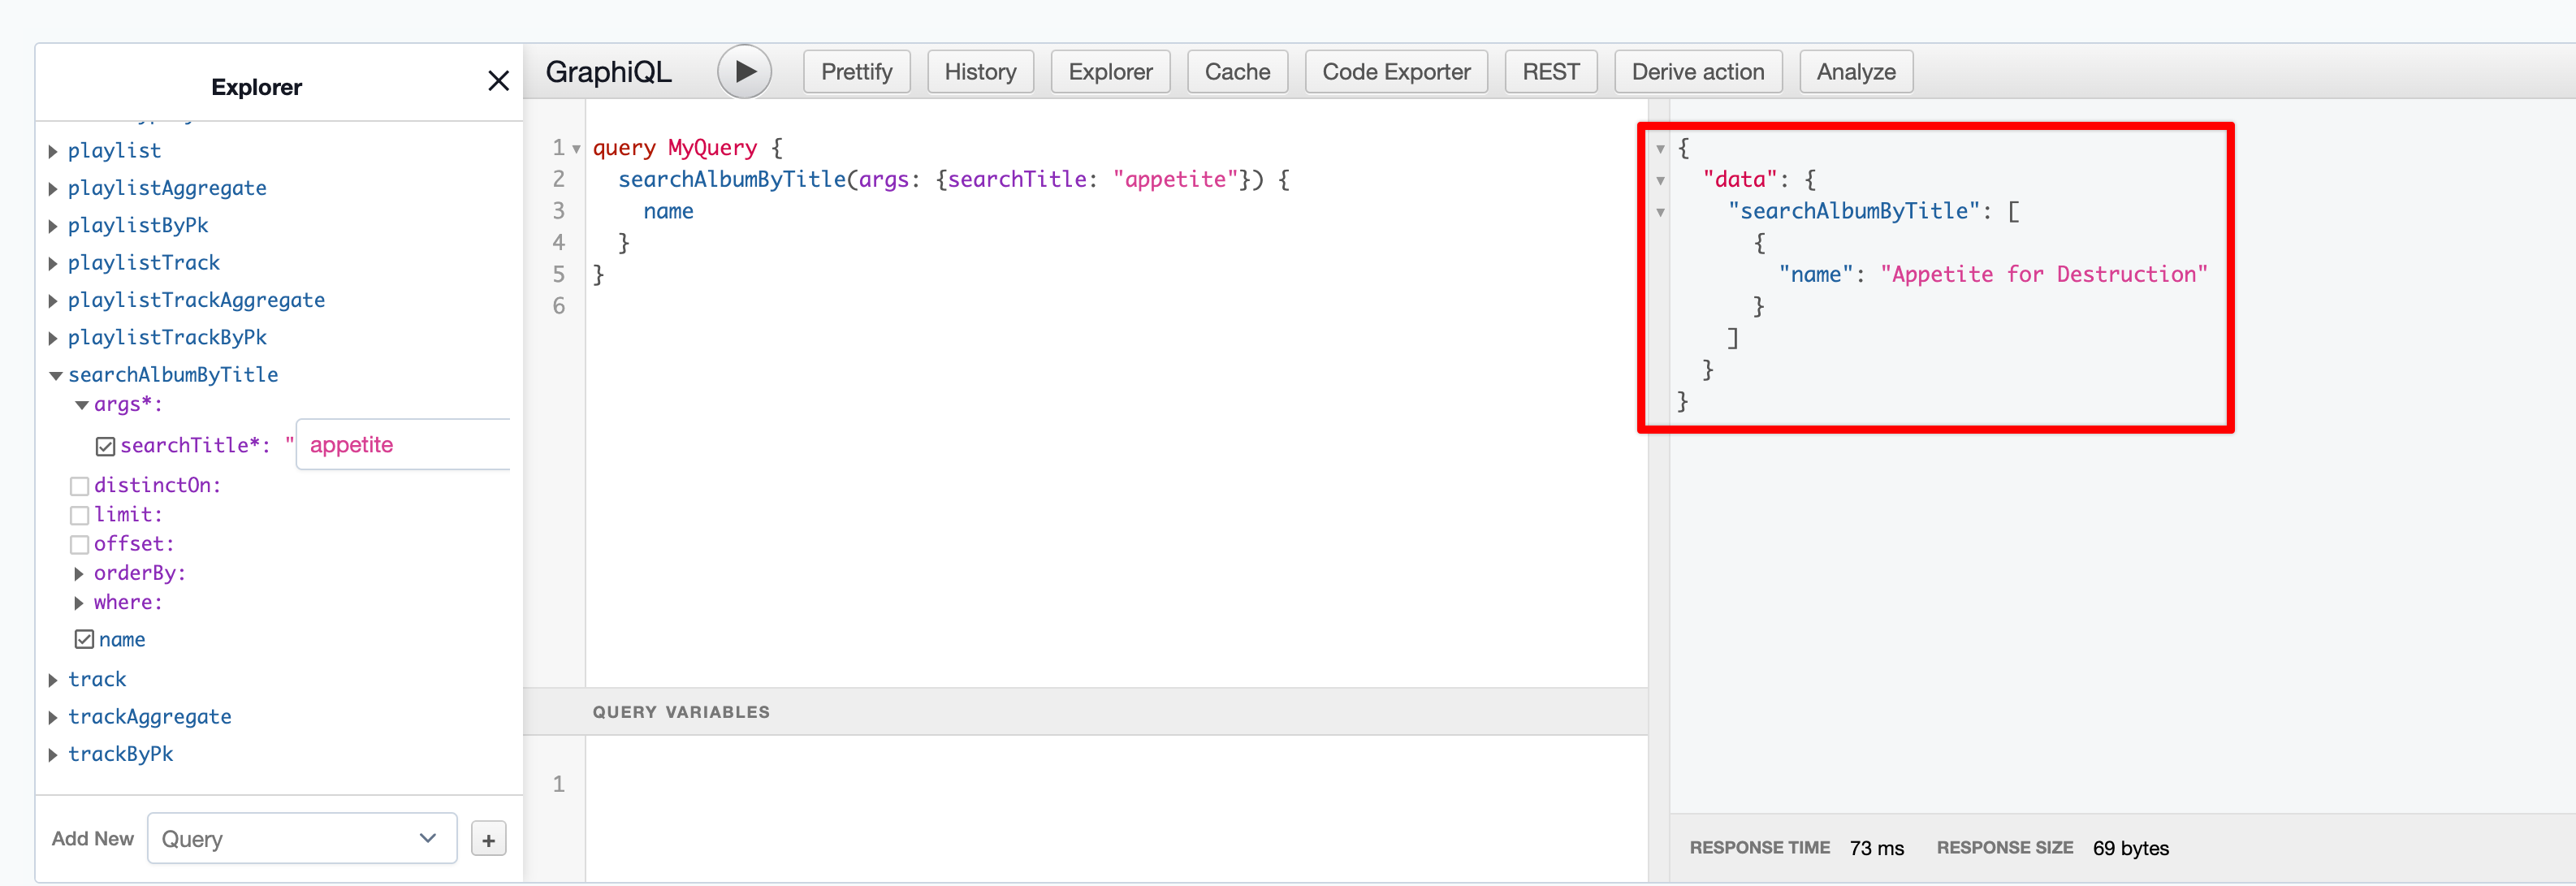 Explorer
playlist
playlistAggregate
playlistByPk
playlistTrack
playlistTrackAggregate
playlistTrackByPk
searchAlbumByTitle
args*:
searchTitle*: "appetite
distinctOn:
limit:
offset:
orderBy:
where:
name
track
trackAggregate
trackByPk
Add New Query +
GraphiQL Prettify History Explorer Cache Code Exporter REST Derive action Analyze
1 query MyQuery {
2 searchAlbumByTitle(args: {searchTitle: "appetite"}) {
3 name
4 }
5 }
6
QUERY VARIABLES
1
{
"data": {
"searchAlbumByTitle": [
{
"name": "Appetite for Destruction"
}
]
}
}
RESPONSE TIME 73 ms RESPONSE SIZE 69 bytes